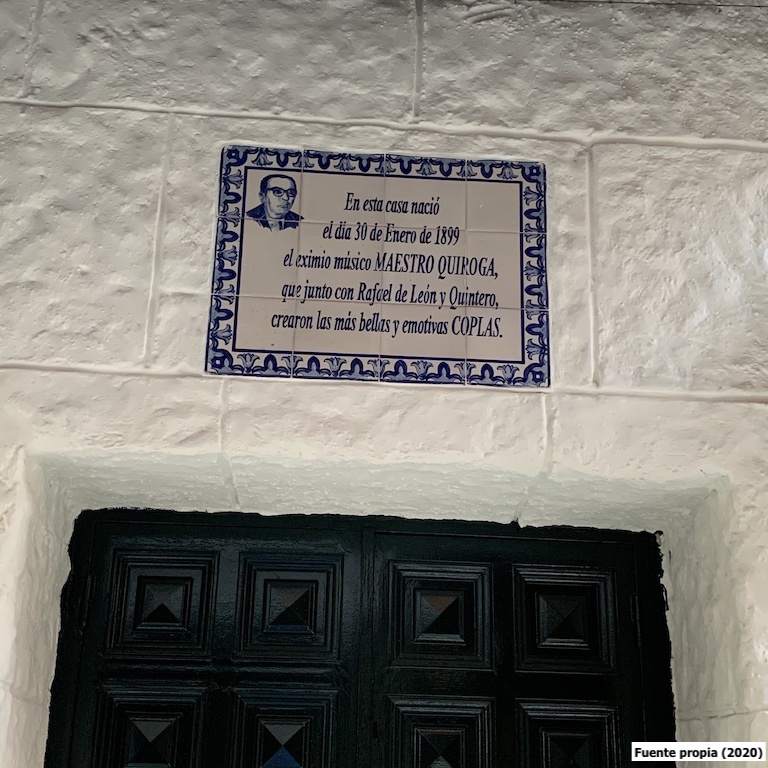 En esta casa nació
el día 30 de Enero de 1899
el eximio músico MAESTRO QUIROGA,
que junto con Rafael de León y Quintero,
crearon las más bellas y emotivas COPLAS.
Fuente propia (2020)